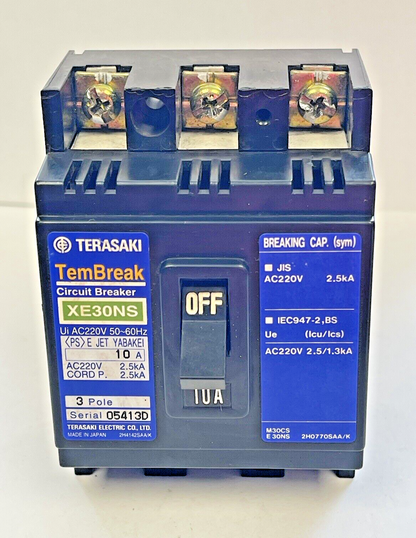 TERASAKI
TemBreak
Circuit Breaker
XE30NS
Ui AC220V 50~60Hz
<PS>E JET YABAKEI
10 A
AC220V 2.5kA
CORD P. 2.5kA
3 Pole
Serial 05413D
TERASAKI ELECTRIC CO., LTD.
MADE IN JAPAN 2H4142SAA/K
OFF
10A
BREAKING CAP. (sym)
■ JIS
AC220V 2.5kA
■ IEC947-2,BS
Ue (Icu/Ics)
AC220V 2.5/1.3kA
M30CS
E30NS 2H0770SAA/K